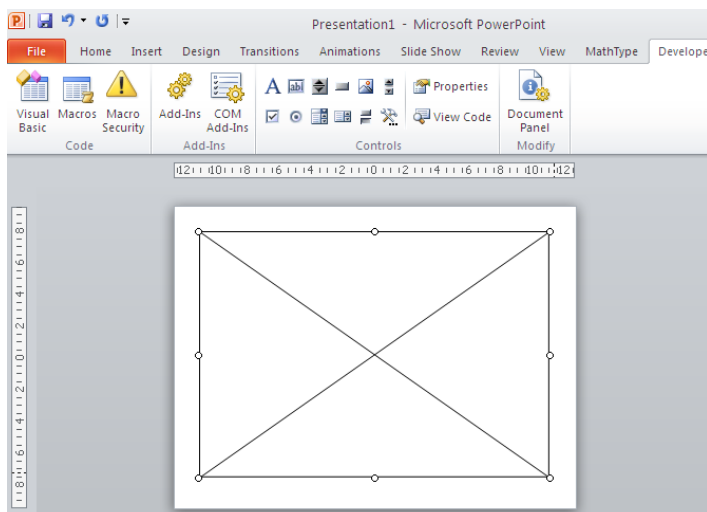 Presentation1 - Microsoft PowerPoint
File Home Insert Design Transitions Animations Slide Show Review View MathType Develope
A ab Properties
Visual Basic Macros Macro Security Add-Ins COM Add-Ins View Code Document Panel
Code Add-Ins Controls Modify
12 10 8 6 4 2 0 2 4 6 8 10 12
8
6
4
2
0
2
4
6
8